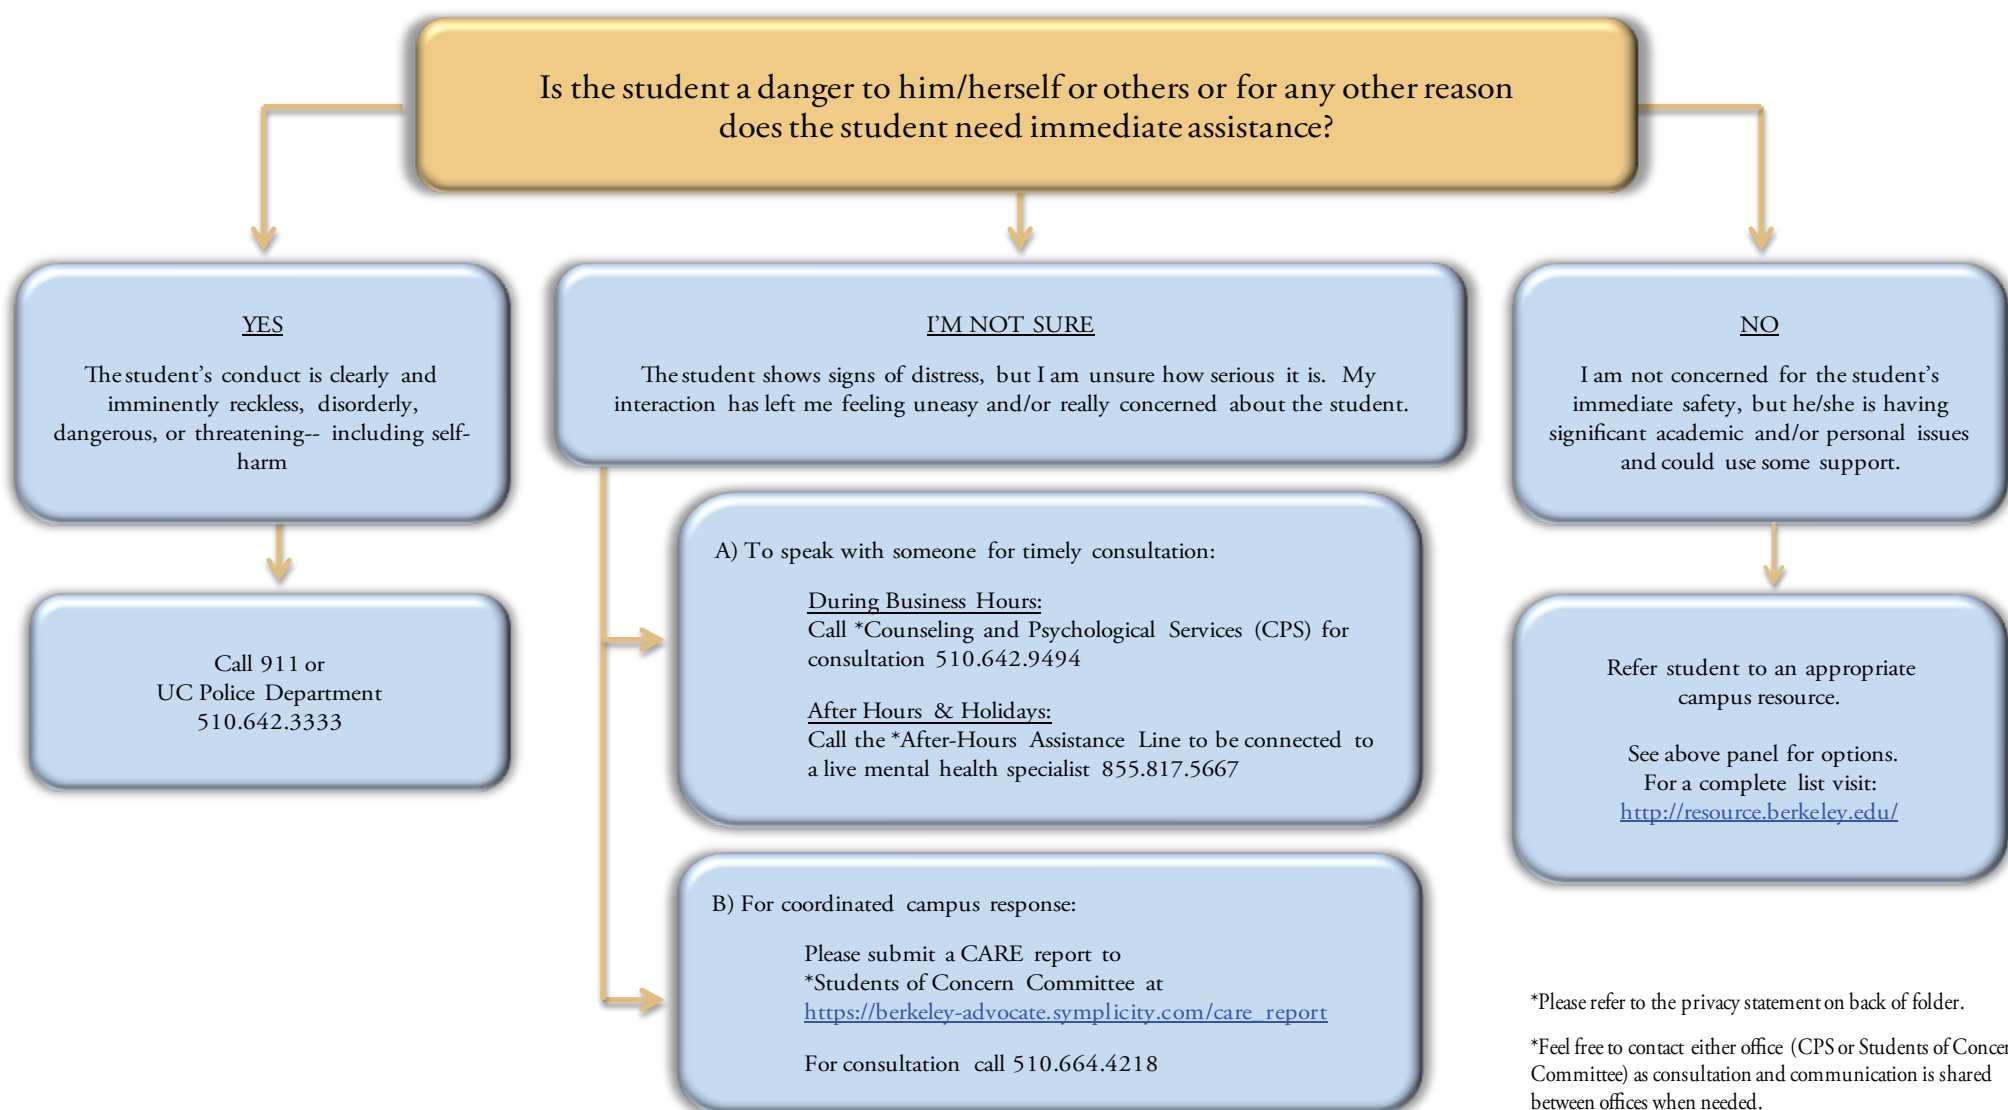 Is the student a danger to him/herself or others or for any other reason
does the student need immediate assistance?
YES
The student’s conduct is clearly and
imminently reckless, disorderly,
dangerous, or threatening-- including self-
harm
Call 911 or
UC Police Department
510.642.3333
I’M NOT SURE
The student shows signs of distress, but I am unsure how serious it is. My
interaction has left me feeling uneasy and/or really concerned about the student.
A) To speak with someone for timely consultation:
During Business Hours:
Call *Counseling and Psychological Services (CPS) for
consultation 510.642.9494
After Hours & Holidays:
Call the *After-Hours Assistance Line to be connected to
a live mental health specialist 855.817.5667
B) For coordinated campus response:
Please submit a CARE report to
*Students of Concern Committee at
https://berkeley-advocate.symplicity.com/care_report
For consultation call 510.664.4218
NO
I am not concerned for the student’s
immediate safety, but he/she is having
significant academic and/or personal issues
and could use some support.
Refer student to an appropriate
campus resource.
See above panel for options.
For a complete list visit:
http://resource.berkeley.edu/
*Please refer to the privacy statement on back of folder.
*Feel free to contact either office (CPS or Students of Concer
Committee) as consultation and communication is shared
between offices when needed.